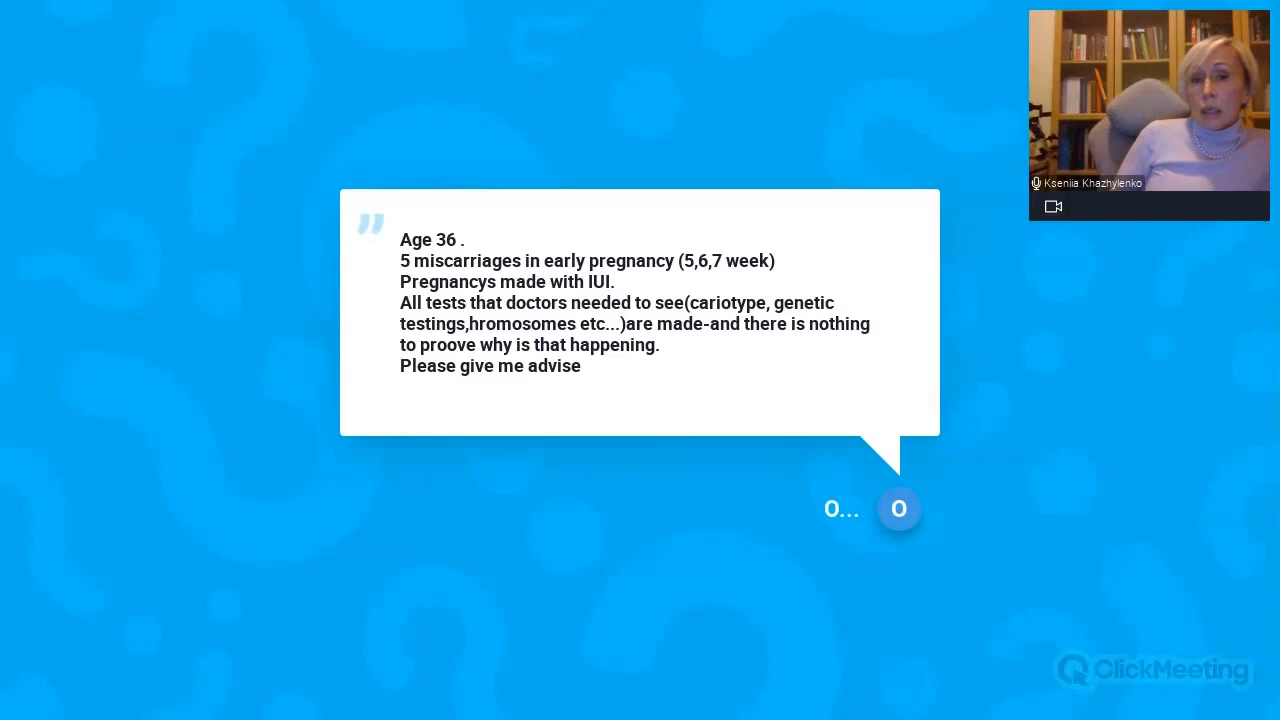 Kseniia Khazhylenko
"
Age 36 .
5 miscarriages in early pregnancy (5,6,7 week)
Pregnancys made with IUI.
All tests that doctors needed to see(cariotype, genetic
testings,hromosomes etc...)are made-and there is nothing
to proove why is that happening.
Please give me advise
O... O
ClickMeeting